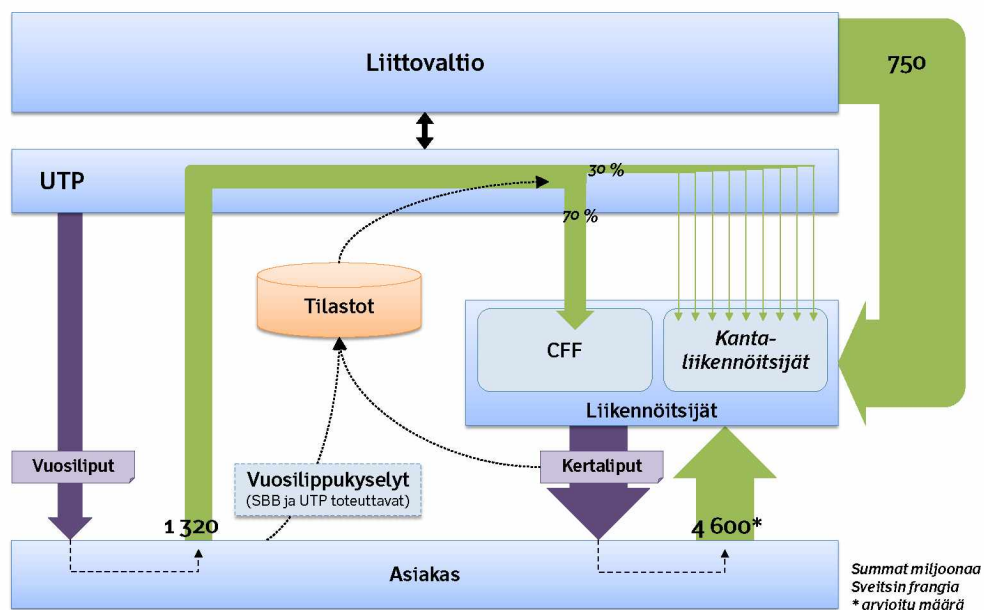 Liittovaltio
750
UTP
30 %
70 %
Tilastot
CFF
Kanta-
liikennöitsijät
Liikennöitsijät
Vuosiliput
Vuosilippukyselyt
(SBB ja UTP toteuttavat)
Kertaliput
1 320
4 600*
Asiakas
Summat miljoonaa
Sveitsin frangia
* arvioitu määrä